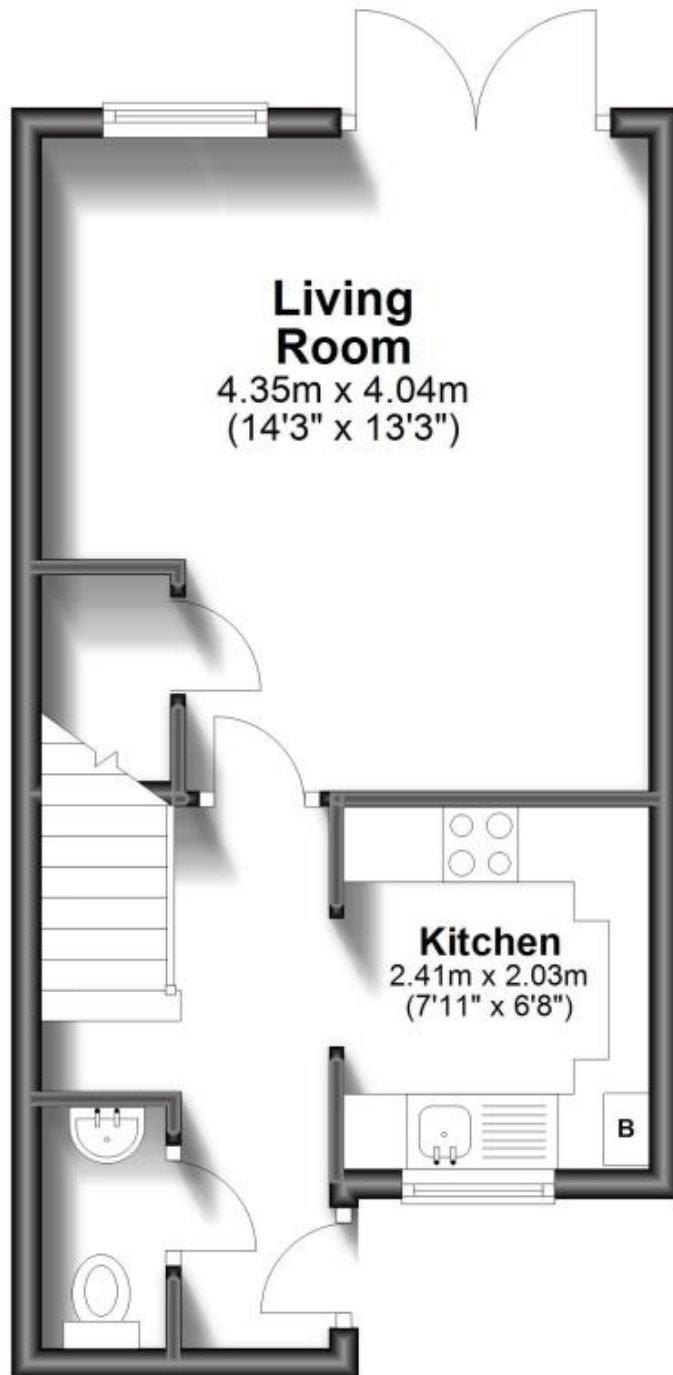 Living
Room
4.35m x 4.04m
(14'3" x 13'3")
Kitchen
2.41m x 2.03m
(7'11" x 6'8")
B